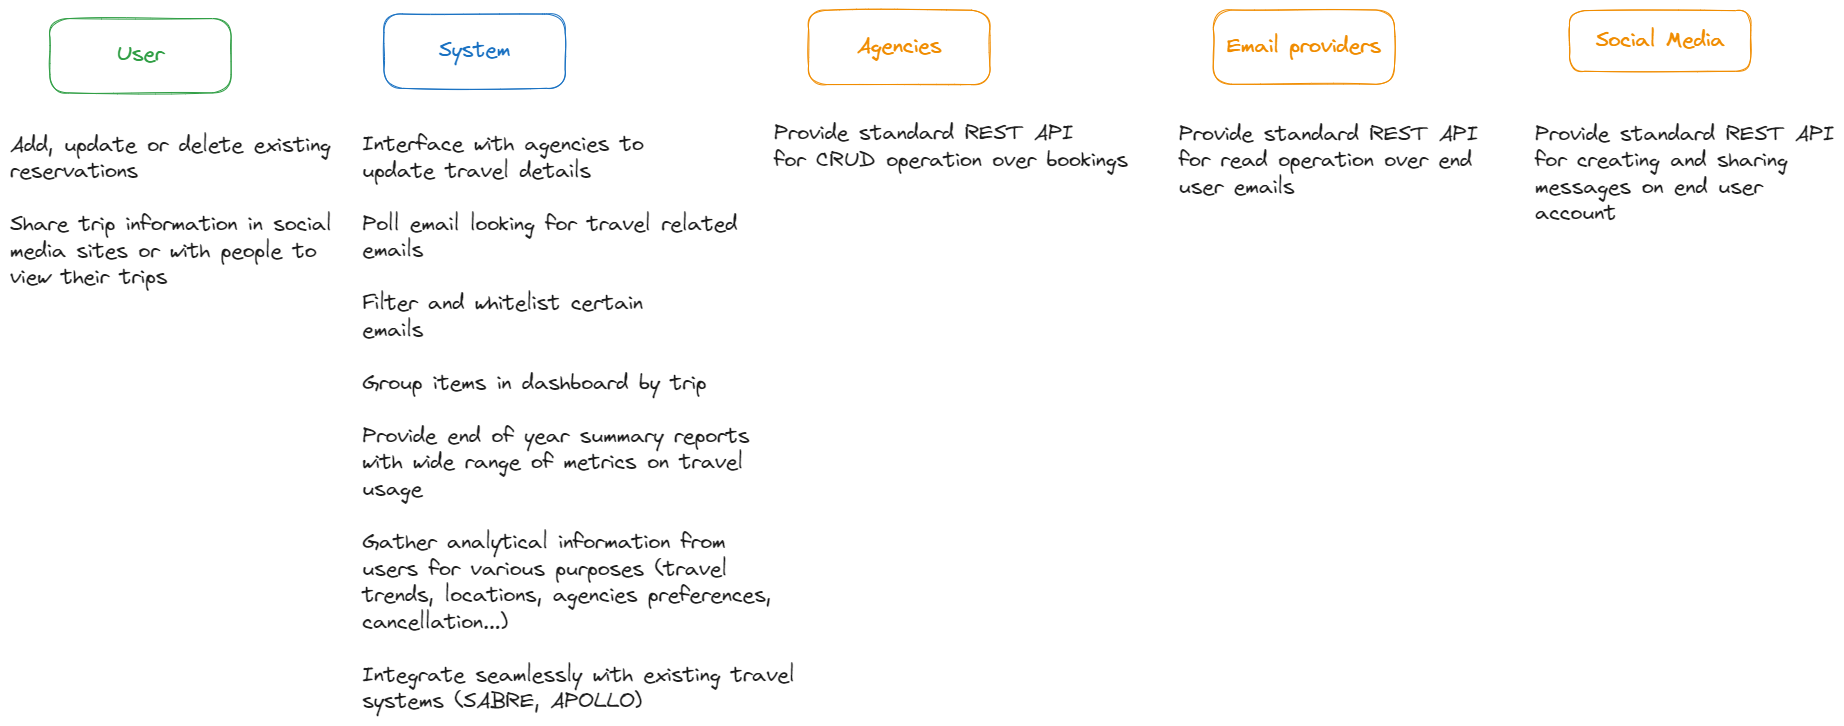 User
Add, update or delete existing
reservations
Share trip information in social
media sites or with people to
view their trips
System
Interface with agencies to
update travel details
Poll email looking for travel related
emails
Filter and whitelist certain
emails
Group items in dashboard by trip
Provide end of year summary reports
with wide range of metrics on travel
usage
Gather analytical information from
users for various purposes (travel
trends, locations, agencies preferences,
cancellation...)
Integrate seamlessly with existing travel
systems (SABRE, APOLLO)
Agencies
Provide standard REST API
for CRUD operation over bookings
Email providers
Provide standard REST API
for read operation over end
user emails
Social Media
Provide standard REST API
for creating and sharing
messages on end user
account